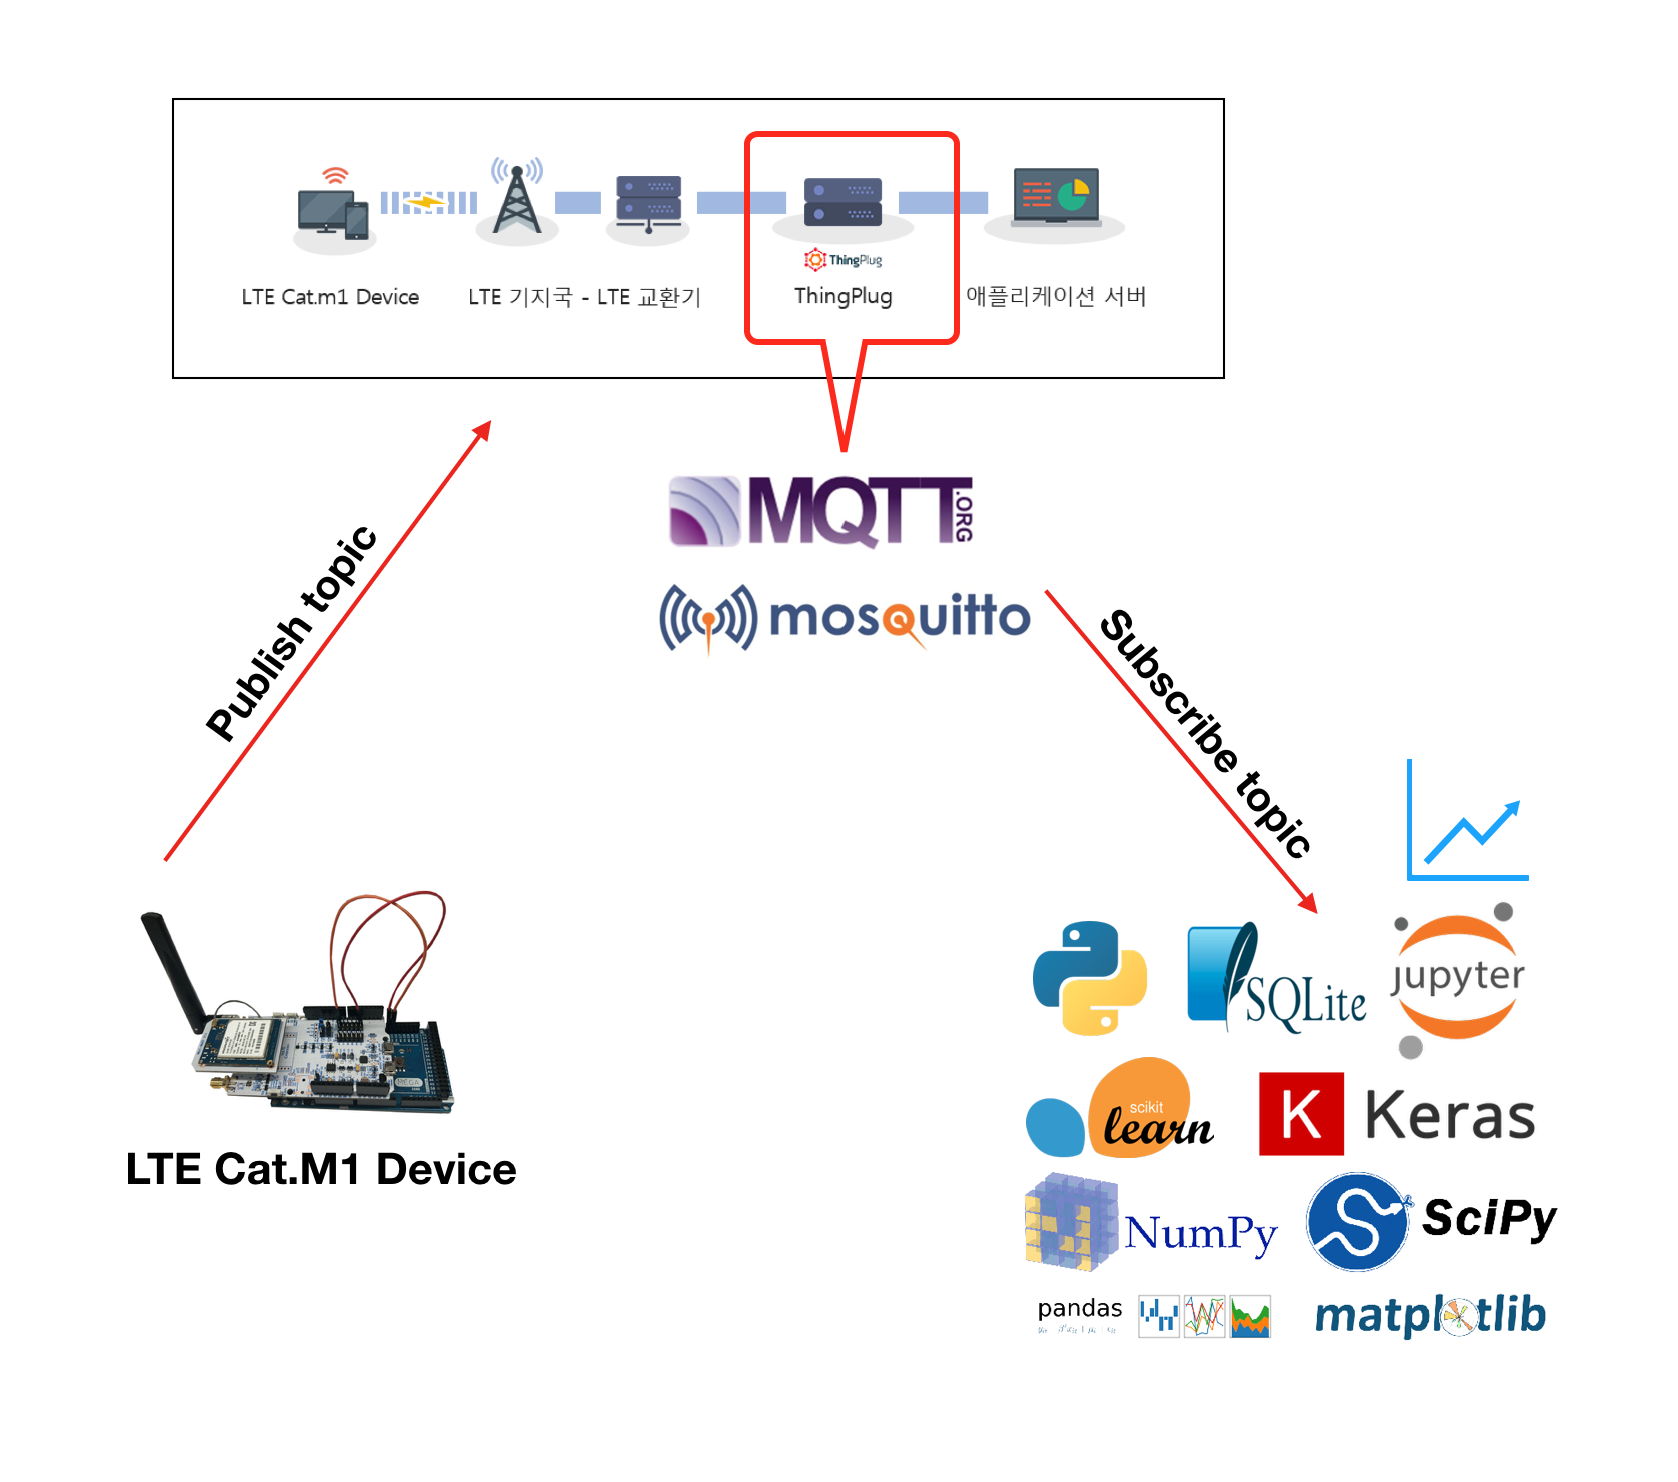 ThingPlug
LTE Cat.m1 Device
LTE 기지국 - LTE 교환기
ThingPlug
애플리케이션 서버
MQTT.ORG
mosquitto
Publish topic
Subscribe topic
SQLite
jupyter
scikit
learn
K Keras
MEGA
LTE Cat.M1 Device
NumPy
SciPy
pandas
matplotlib